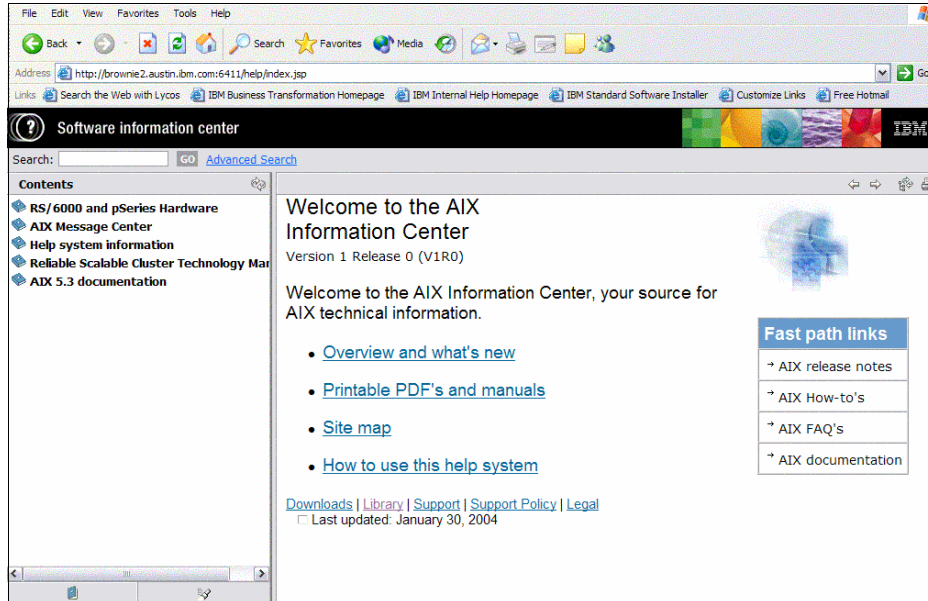 File Edit View Favorites Tools Help
Back Search Favorites Media
Address http://brownie2.austin.ibm.com:6411/help/index.jsp Go
Links Search the Web with Lycos IBM Business Transformation Homepage IBM Internal Help Homepage IBM Standard Software Installer Customize Links Free Hotmail
(?) Software information center IBM
Search: GO Advanced Search
Contents
RS/6000 and pSeries Hardware
AIX Message Center
Help system information
Reliable Scalable Cluster Technology Mar
AIX 5.3 documentation
Welcome to the AIX
Information Center
Version 1 Release 0 (V1R0)
Welcome to the AIX Information Center, your source for
AIX technical information.
• Overview and what's new
• Printable PDF's and manuals
• Site map
• How to use this help system
Downloads | Library | Support | Support Policy | Legal
Last updated: January 30, 2004
Fast path links
AIX release notes
AIX How-to's
AIX FAQ's
AIX documentation